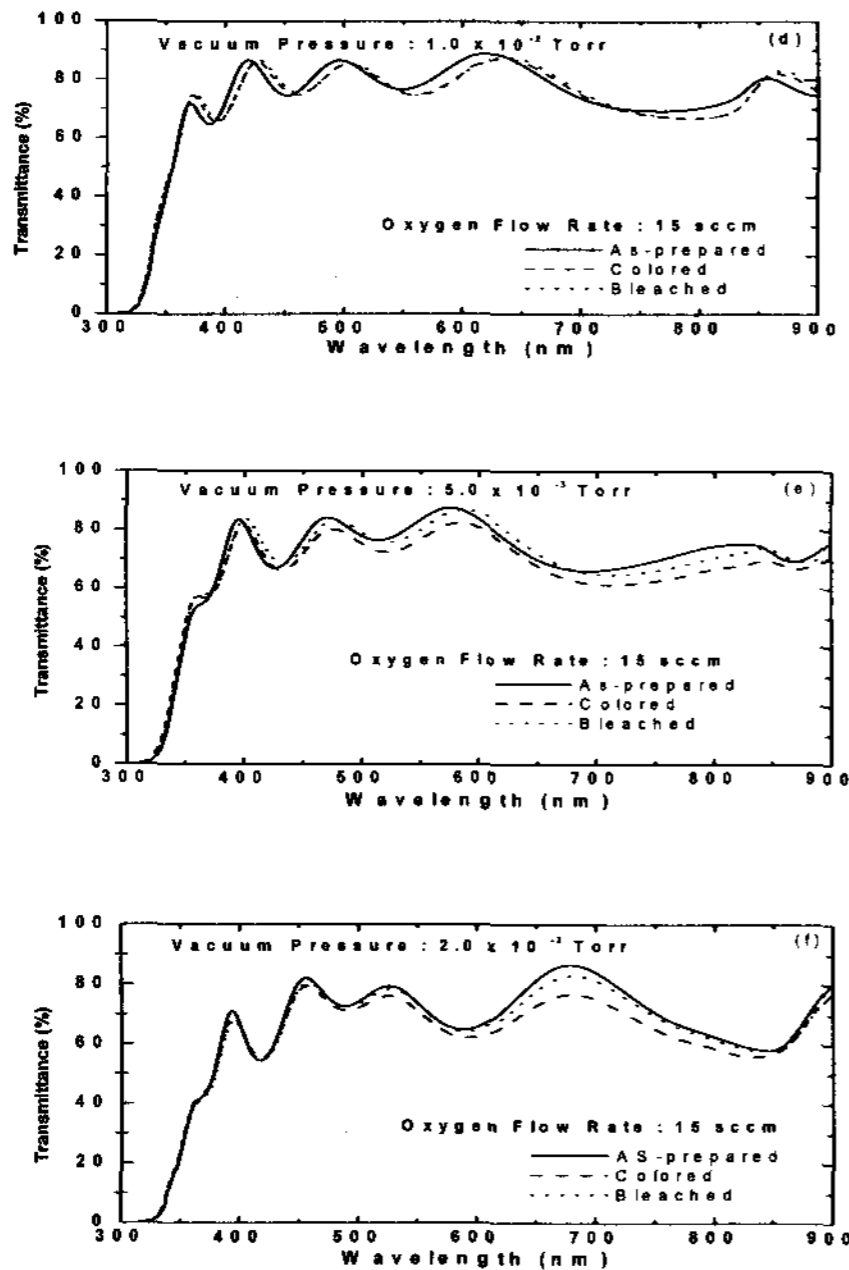 100
Vacuum Pressure : 1.0 x 10⁻² Torr
(d)
80
60
40
20
0
Transmittance (%)
Oxygen Flow Rate : 15 sccm
As-prepared
Colored
Bleached
300 400 500 600 700 800 900
Wavelength (nm)
100
Vacuum Pressure : 5.0 x 10⁻³ Torr
(e)
80
60
40
20
0
Transmittance (%)
Oxygen Flow Rate : 15 sccm
As-prepared
Colored
Bleached
300 400 500 600 700 800 900
Wavelength (nm)
100
Vacuum Pressure : 2.0 x 10⁻³ Torr
(f)
80
60
40
20
0
Transmittance (%)
Oxygen Flow Rate : 15 sccm
AS-prepared
Colored
Bleached
300 400 500 600 700 800 900
Wavelength (nm)